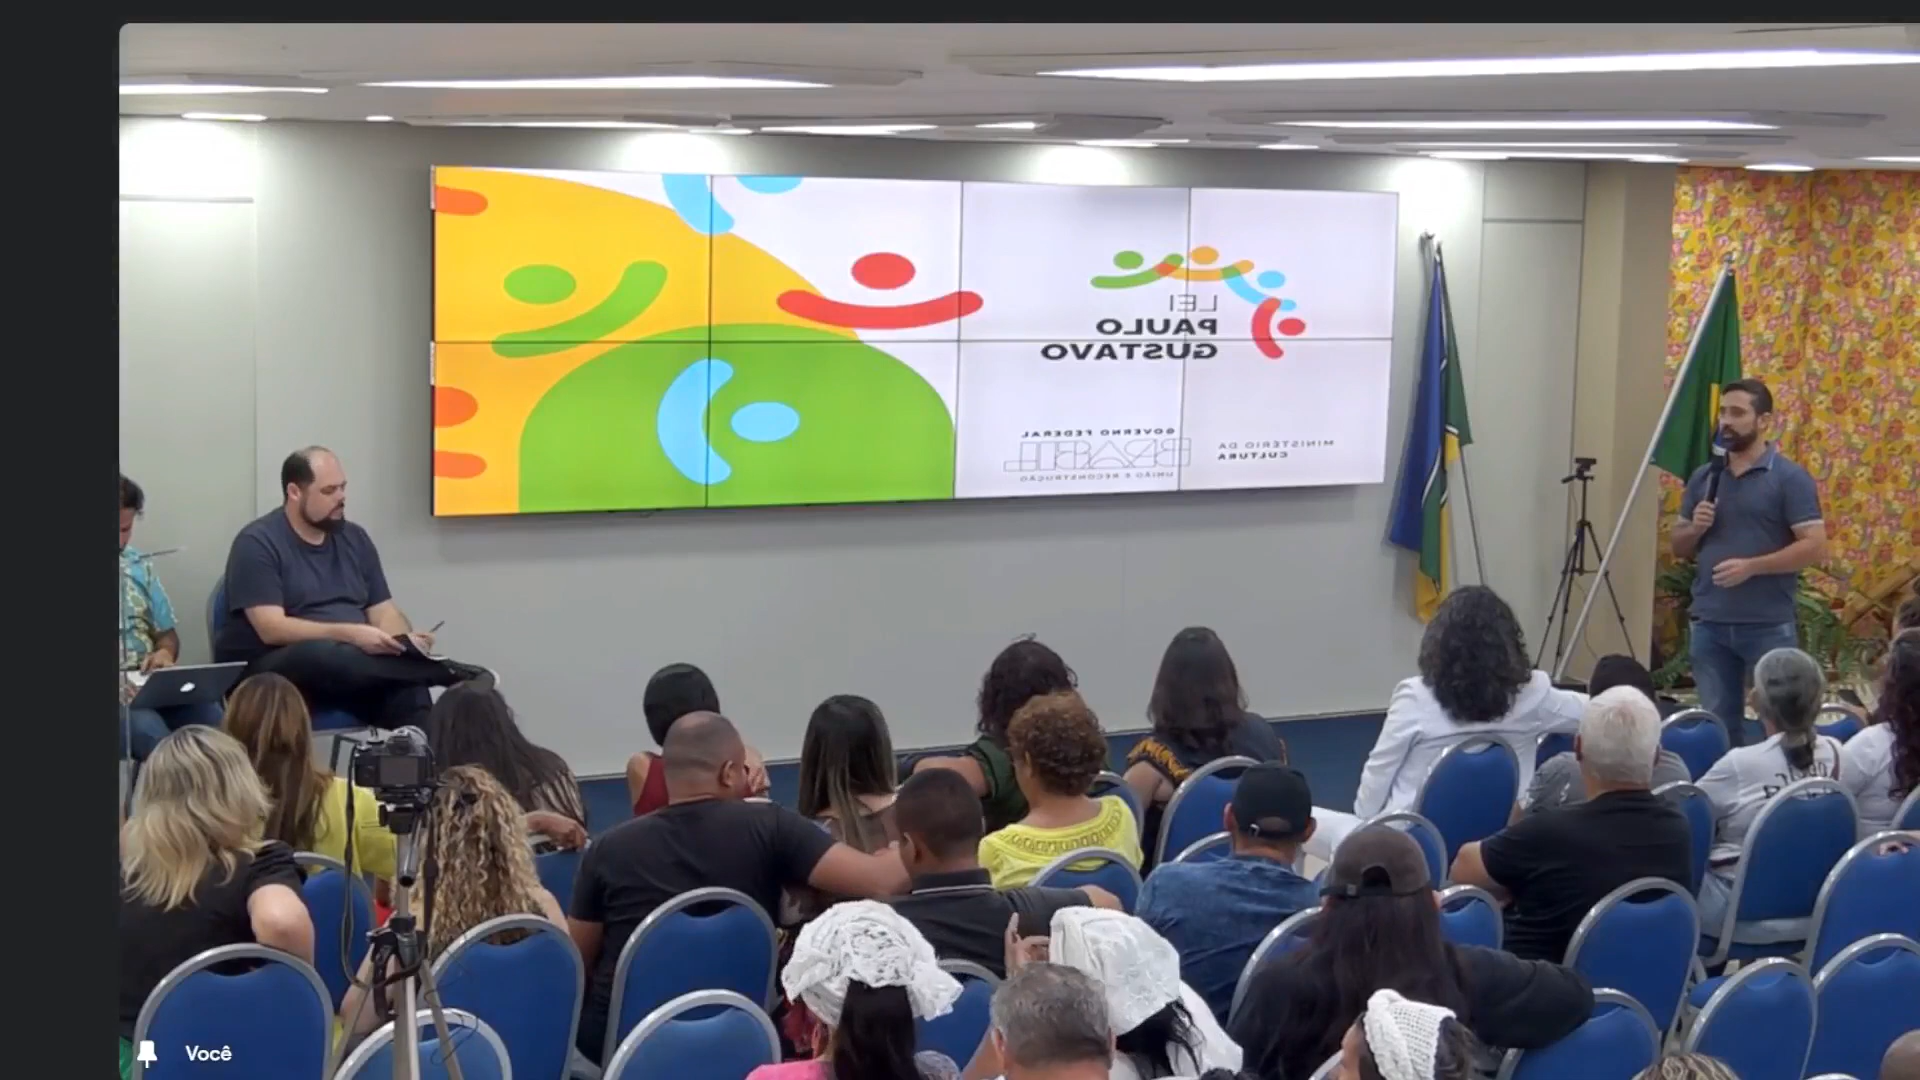 LEI
PAULO
GUSTAVO
GOVERNO FEDERAL
BRASIL
UNIÃO E RECONSTRUÇÃO
MINISTÉRIO DA
CULTURA
Você